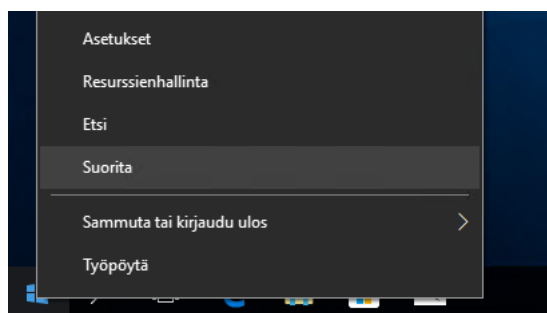 Asetukset
Resurssienhallinta
Etsi
Suorita
Sammuta tai kirjaudu ulos
Työpöytä